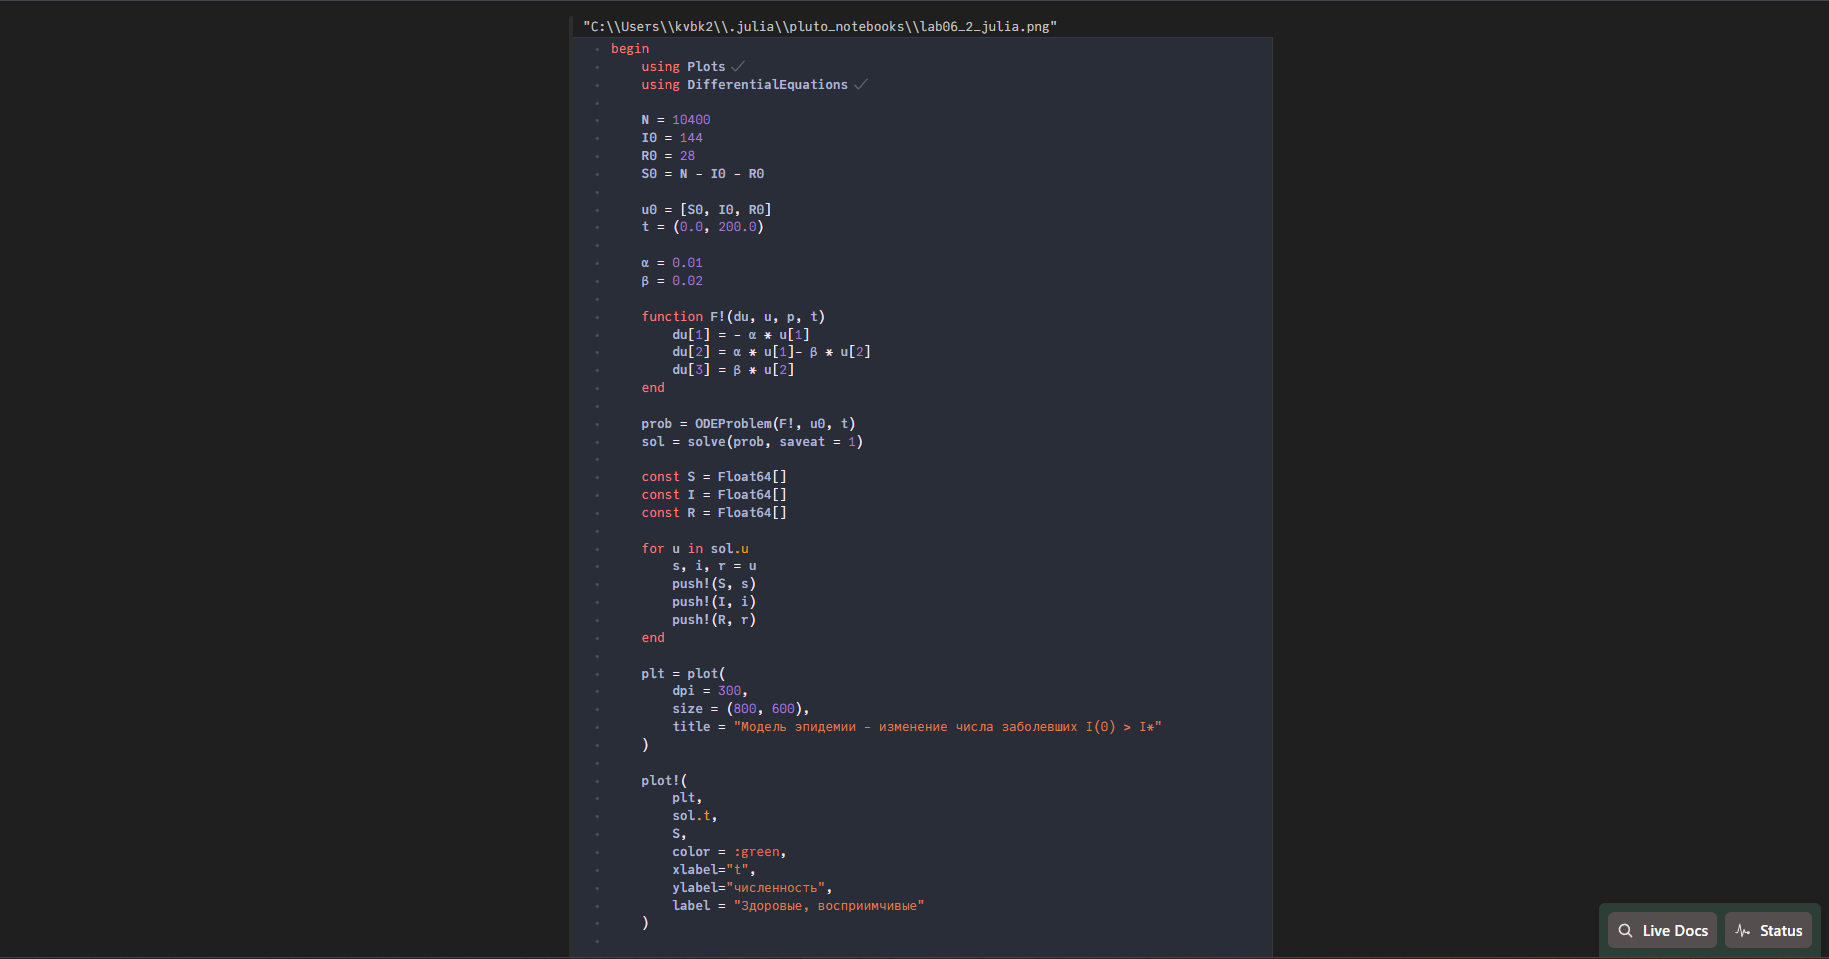 "C:\\Users\\kvbk2\\.julia\\pluto_notebooks\\lab06_2_julia.png"
begin
using Plots ✓
using DifferentialEquations ✓
N = 10400
I0 = 144
R0 = 28
S0 = N - I0 - R0
u0 = [S0, I0, R0]
t = (0.0, 200.0)
α = 0.01
β = 0.02
function F!(du, u, p, t)
du[1] = - α * u[1]
du[2] = α * u[1]- β * u[2]
du[3] = β * u[2]
end
prob = ODEProblem(F!, u0, t)
sol = solve(prob, saveat = 1)
const S = Float64[]
const I = Float64[]
const R = Float64[]
for u in sol.u
s, i, r = u
push!(S, s)
push!(I, i)
push!(R, r)
end
plt = plot(
dpi = 300,
size = (800, 600),
title = "Модель эпидемии - изменение числа заболевших I(0) > I*"
)
plot!(
plt,
sol.t,
S,
color = :green,
xlabel="t",
ylabel="численность",
label = "Здоровые, восприимчивые"
)
Live Docs
Status